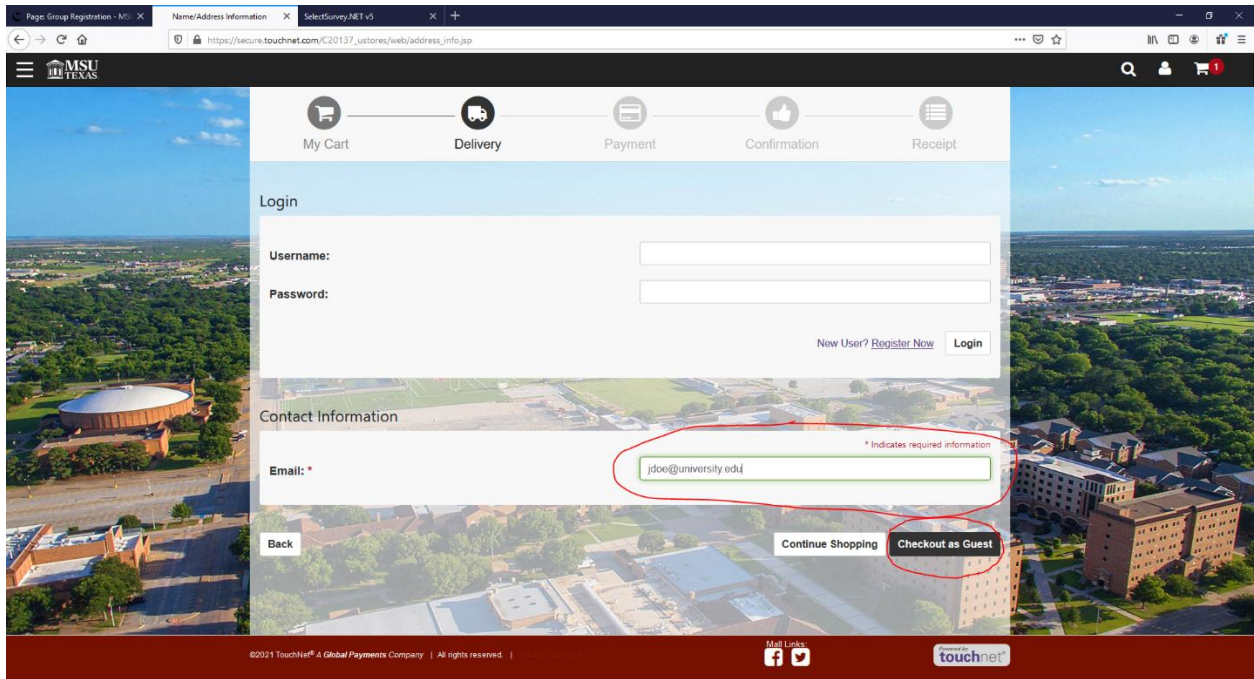 Page: Group Registration - MS
Name/Address Information
SelectSurvey.NET v5
https://secure.touchnet.com/C20137_ustores/web/address_info.jsp
MSU
TEXAS
1
My Cart
Delivery
Payment
Confirmation
Receipt
Login
Username:
Password:
New User? Register Now
Login
Contact Information
* Indicates required information
Email: *
jdoe@university.edu
Back
Continue Shopping
Checkout as Guest
Mall Links:
©2021 TouchNet® A Global Payments Company | All rights reserved. |
Powered by
touchnet®